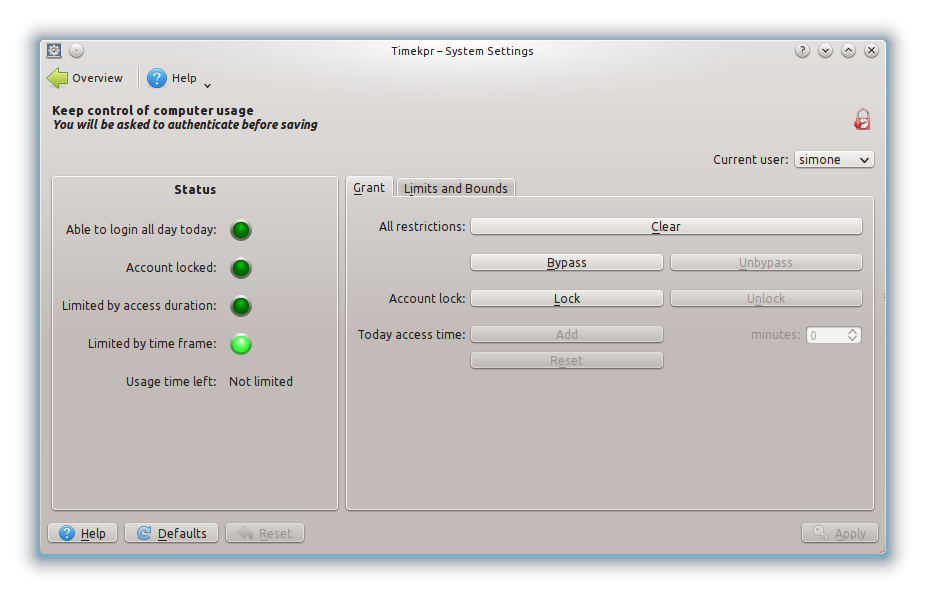 Timekpr – System Settings
Overview Help
Keep control of computer usage
You will be asked to authenticate before saving
Current user: simone
Status
Able to login all day today:
Account locked:
Limited by access duration:
Limited by time frame:
Usage time left: Not limited
Grant Limits and Bounds
All restrictions: Clear
Bypass Unbypass
Account lock: Lock Unlock
Today access time: Add minutes: 0
Reset
Help Defaults Reset Apply